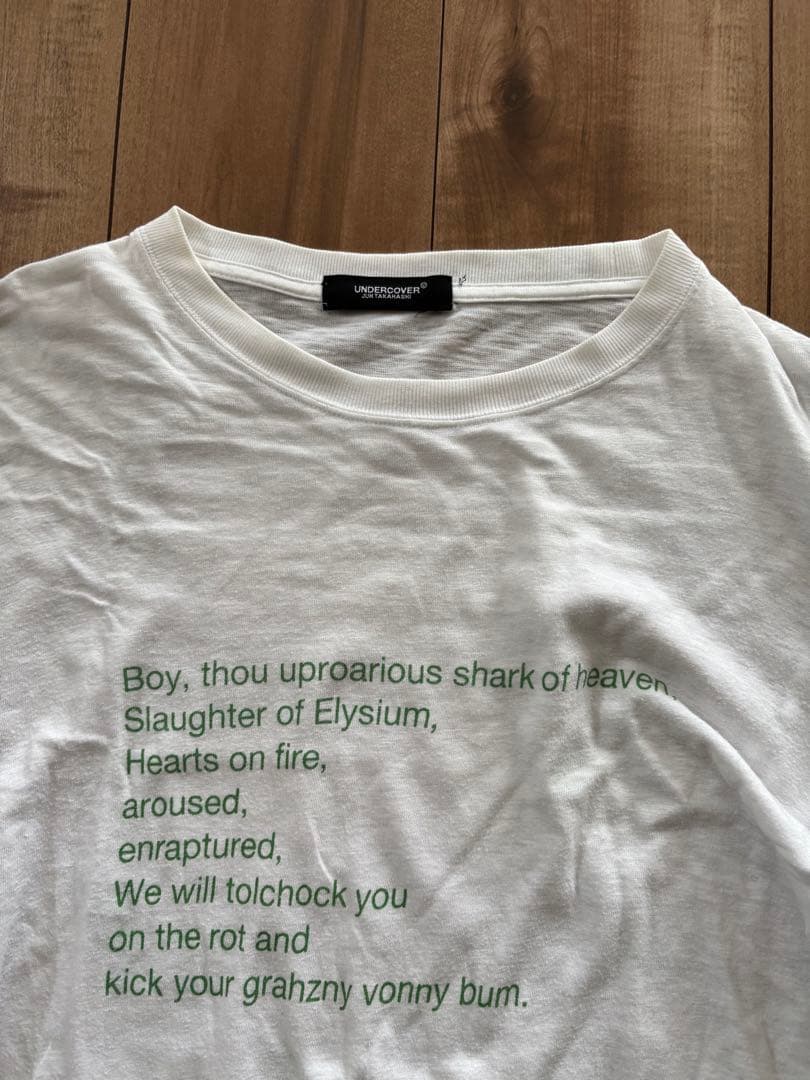 UNDERCOVER©
JUN TAKAHASHI
Boy, thou uproarious shark of heaven,
Slaughter of Elysium,
Hearts on fire,
aroused,
enraptured,
We will tolchock you
on the rot and
kick your grahzny vonny bum.